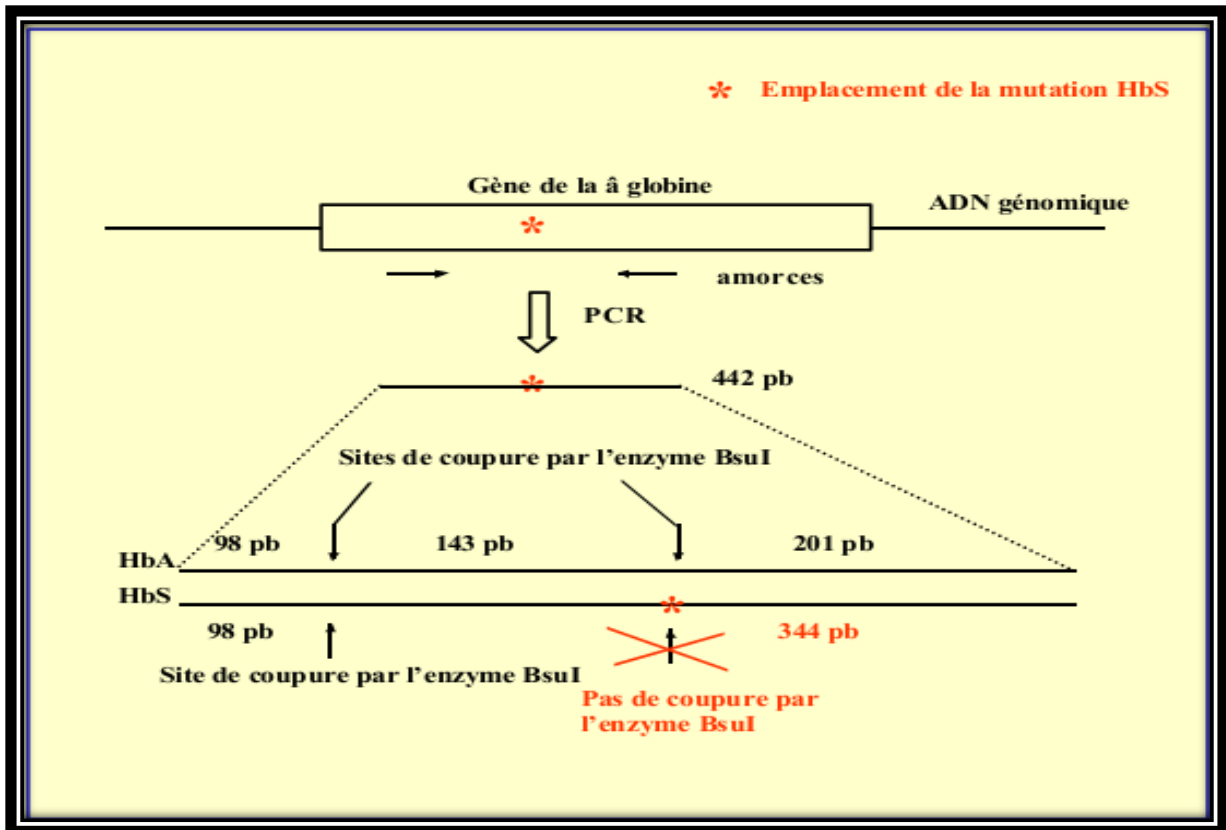 * Emplacement de la mutation HbS
Gène de la â globine
ADN génomique
*
amorces
PCR
*
442 pb
Sites de coupure par l'enzyme BsuI
98 pb 143 pb 201 pb
HbA
HbS
*
98 pb 344 pb
Site de coupure par l'enzyme BsuI
Pas de coupure par
l'enzyme BsuI